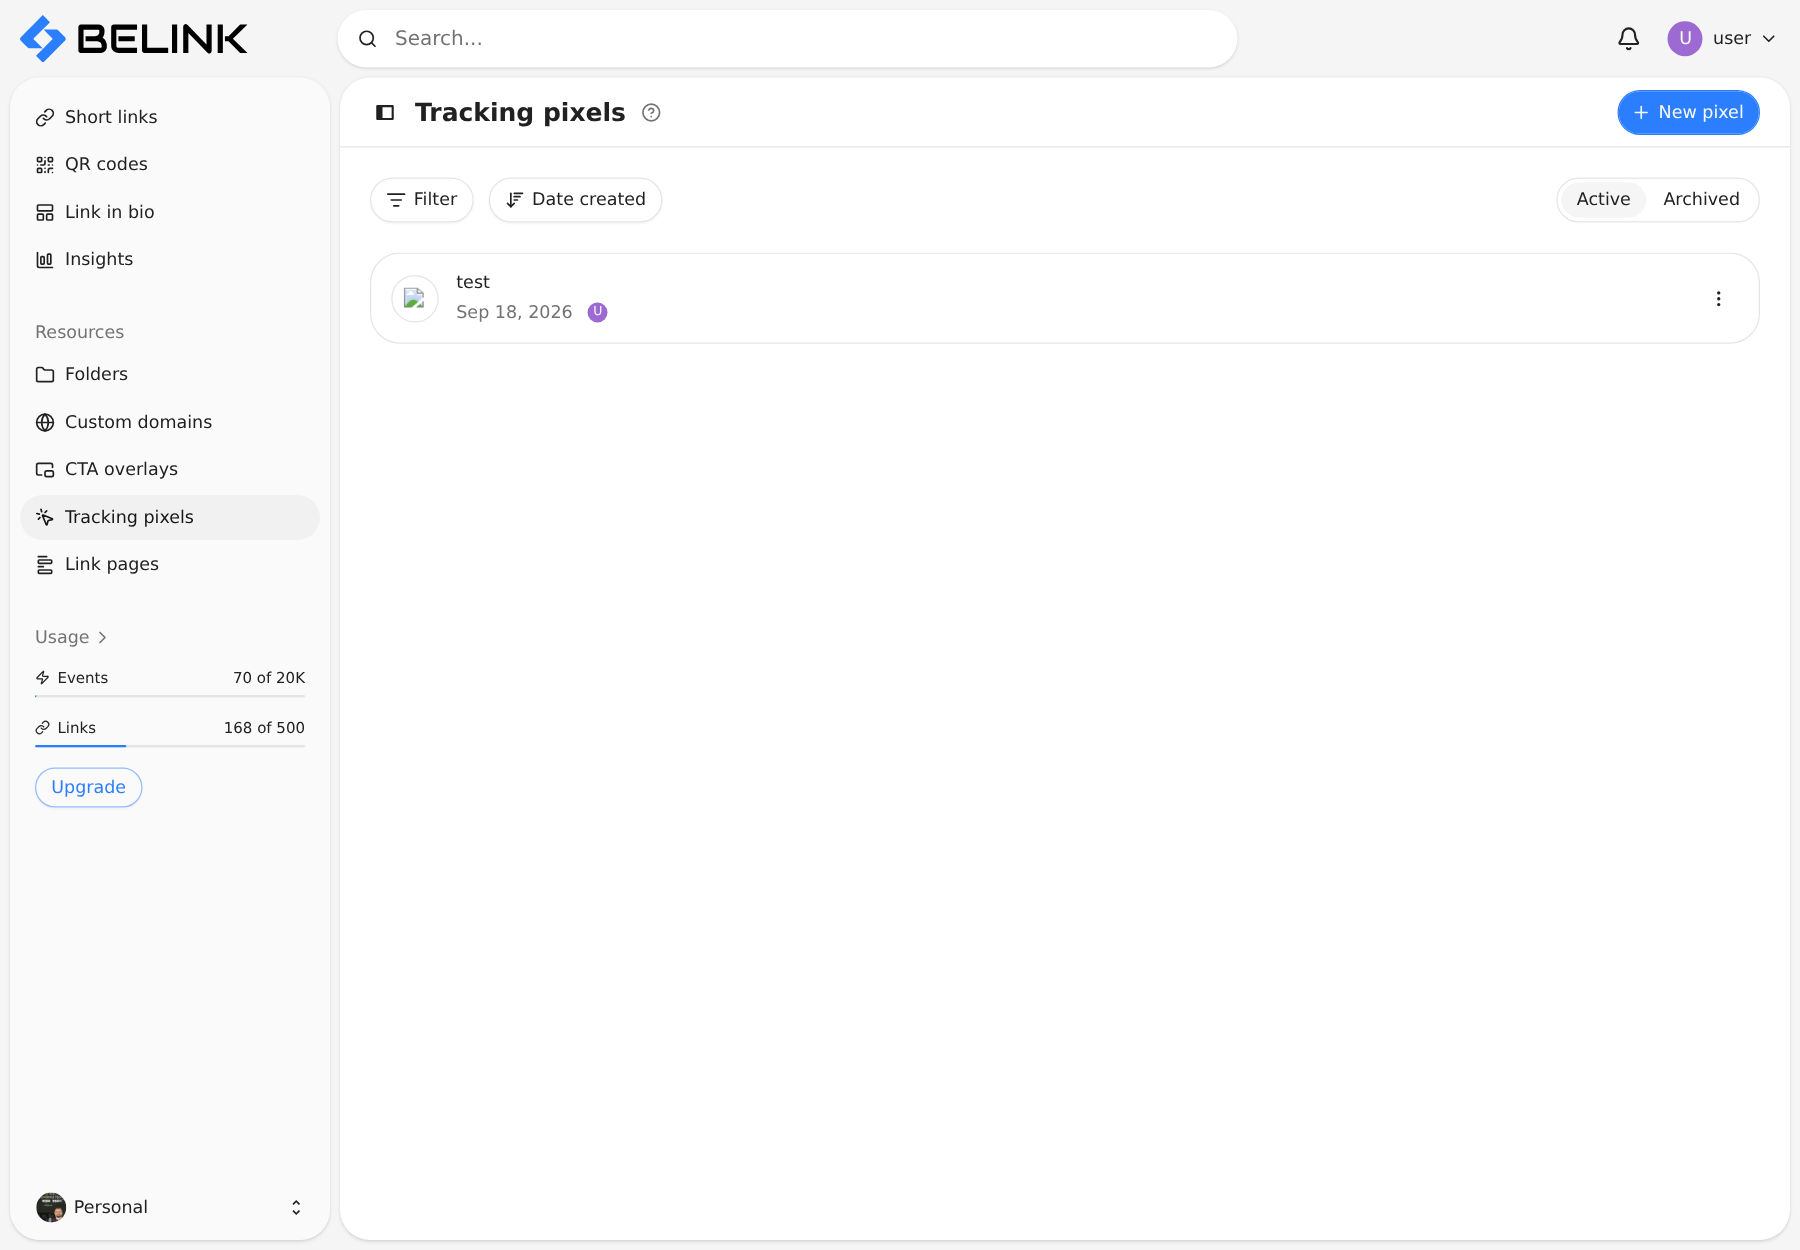 BELINK
Search...
U
user
Short links
QR codes
Link in bio
Insights
Resources
Folders
Custom domains
CTA overlays
Tracking pixels
Link pages
Usage
Events
70 of 20K
Links
168 of 500
Upgrade
Personal
Tracking pixels
New pixel
Filter
Date created
Active
Archived
test
Sep 18, 2026
U